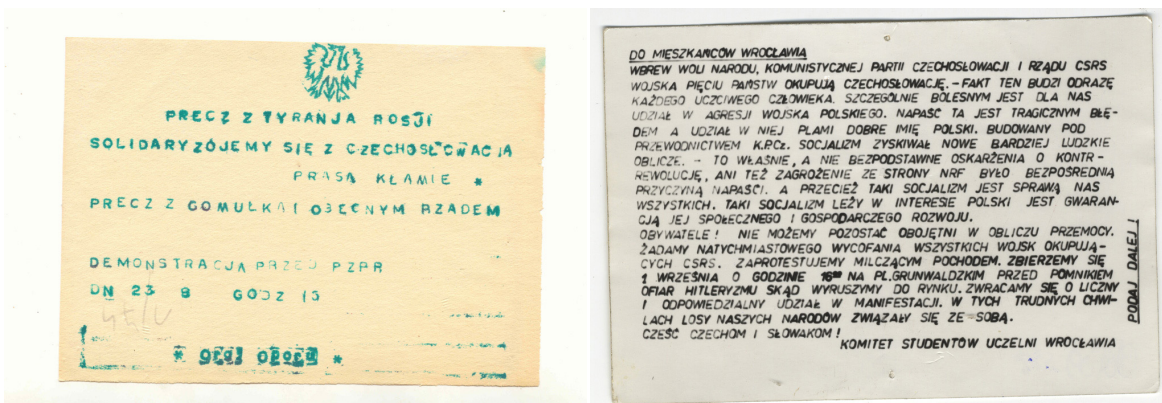 PRECZ Z TYRANJA ROSJI
SOLIDARYZÓJEMY SIĘ Z CZECHOSŁOWACJA
PRASA KŁAMIE *
PRECZ Z GOMUŁKA I OBECNYM RZADEM
DEMONSTRACJA PRZED PZPR
DN 23 8 GODZ 15
DO MIESZKAŃCÓW WROCŁAWIA
WBREW WOLI NARODU, KOMUNISTYCZNEJ PARTII CZECHOSŁOWACJI I RZĄDU CSRS
WOJSKA PIĘCIU PAŃSTW OKUPUJĄ CZECHOSŁOWACJĘ. - FAKT TEN BUDZI ODRAZĘ
KAŻDEGO UCZCIWEGO CZŁOWIEKA. SZCZEGÓLNIE BOLESNYM JEST DLA NAS
UDZIAŁ W AGRESJI WOJSKA POLSKIEGO. NAPAŚĆ TA JEST TRAGICZNYM BŁĘ-
DEM A UDZIAŁ W NIEJ PLAMI DOBRE IMIĘ POLSKI. BUDOWANY POD
PRZEWODNICTWEM K.P.CZ. SOCJALIZM ZYSKIWAŁ NOWE BARDZIEJ LUDZKIE
OBLICZE. - TO WŁAŚNIE, A NIE BEZPODSTAWNE OSKARŻENIA O KONTR-
REWOLUCJĘ, ANI TEŻ ZAGROŻENIE ZE STRONY NRF BYŁO BEZPOŚREDNIĄ
PRZYCZYNĄ NAPAŚCI. A PRZECIEŻ TAKI SOCJALIZM JEST SPRAWĄ NAS
WSZYSTKICH. TAKI SOCJALIZM LEŻY W INTERESIE POLSKI JEST GWARAN-
CJĄ JEJ SPOŁECZNEGO I GOSPODARCZEGO ROZWOJU.
OBYWATELE! NIE MOŻEMY POZOSTAĆ OBOJĘTNI W OBLICZU PRZEMOCY.
ŻĄDAMY NATYCHMIASTOWEGO WYCOFANIA WSZYSTKICH WOJSK OKUPUJĄ-
CYCH CSRS. ZAPROTESTUJEMY MILCZĄCYM POCHODEM. ZBIERZEMY SIĘ
1 WRZEŚNIA O GODZINIE 16⁰⁰ NA PL. GRUNWALDZKIM PRZED POMNIKIEM
OFIAR HITLERYZMU SKĄD WYRUSZYMY DO RYNKU. ZWRACAMY SIĘ O LICZNY
I ODPOWIEDZIALNY UDZIAŁ W MANIFESTACJI. W TYCH TRUDNYCH CHWI-
LACH LOSY NASZYCH NARODÓW ZWIĄZAŁY SIĘ ZE SOBĄ.
CZEŚĆ CZECHOM I SŁOWAKOM!
KOMITET STUDENTÓW UCZELNI WROCŁAWIA
PODAJ DALEJ!